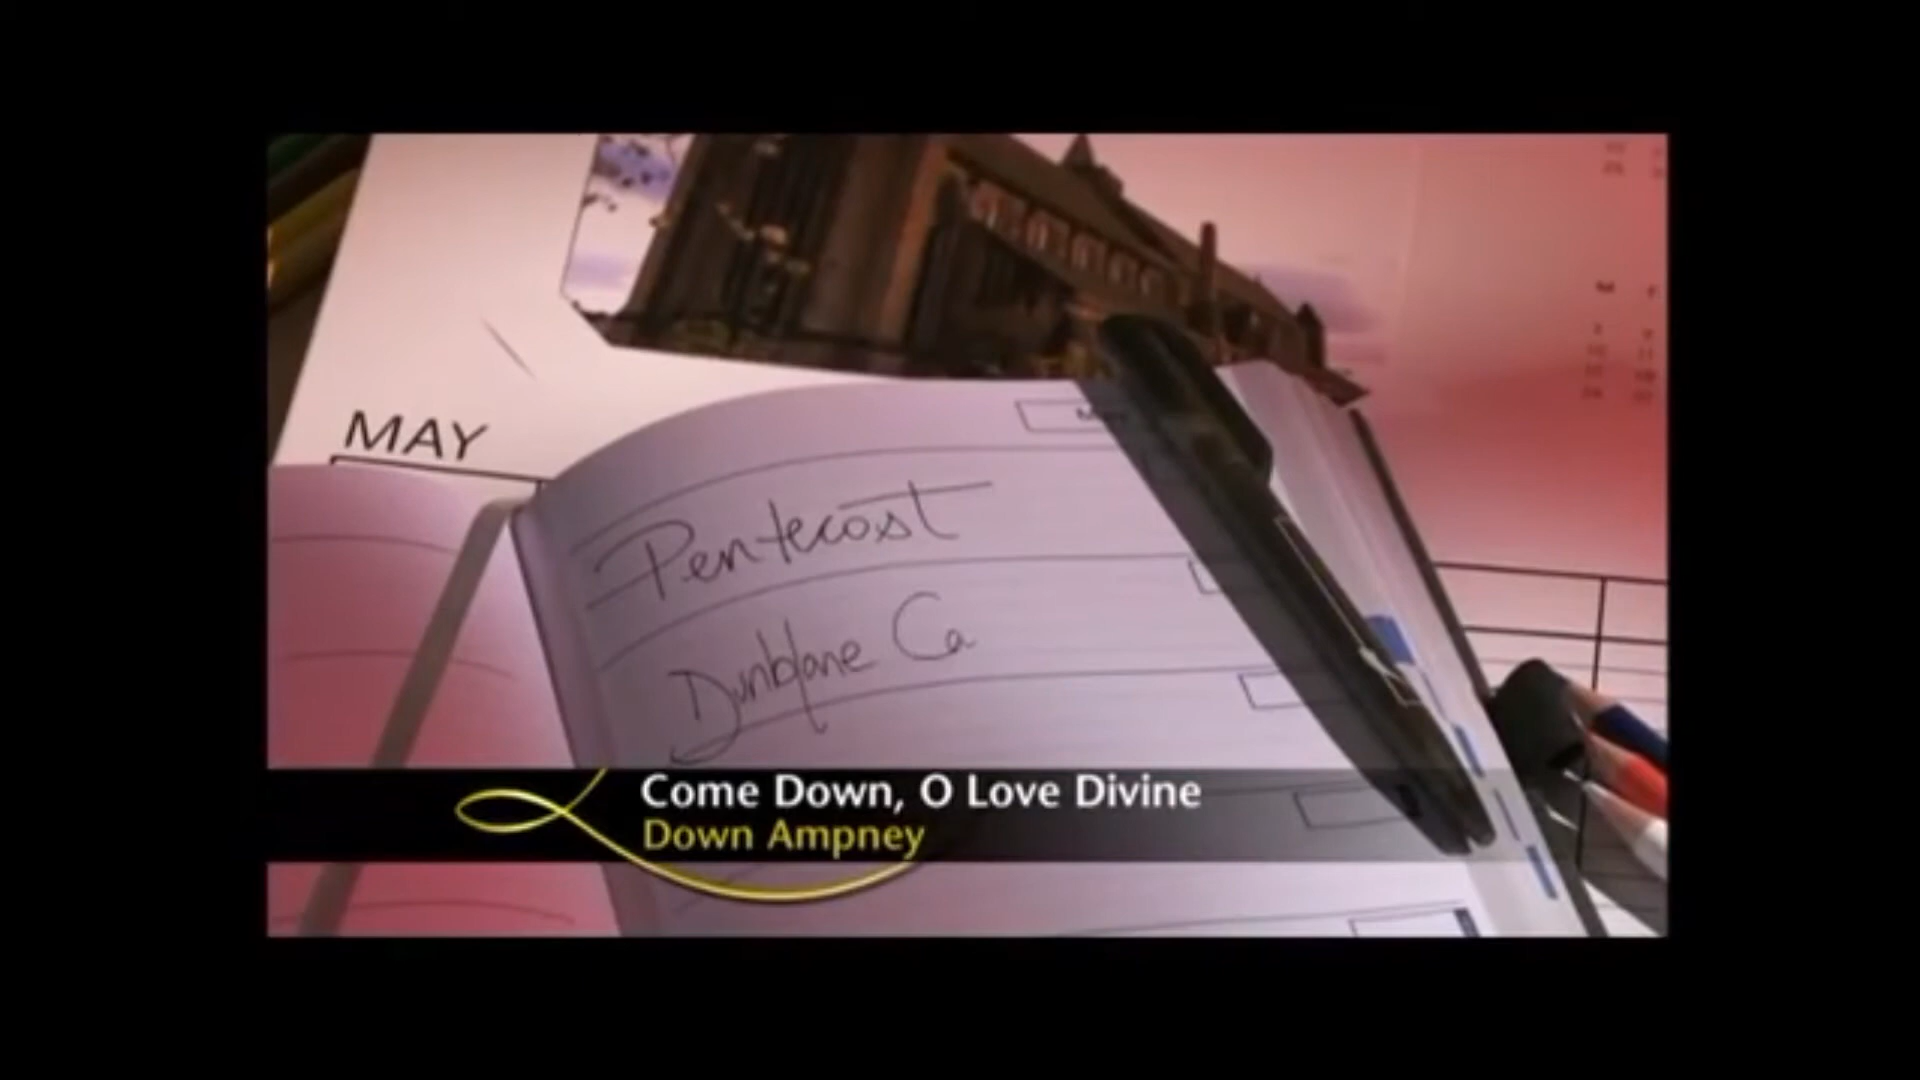 MAY
Pentecost
Dunblane Ca
Come Down, O Love Divine
Down Ampney